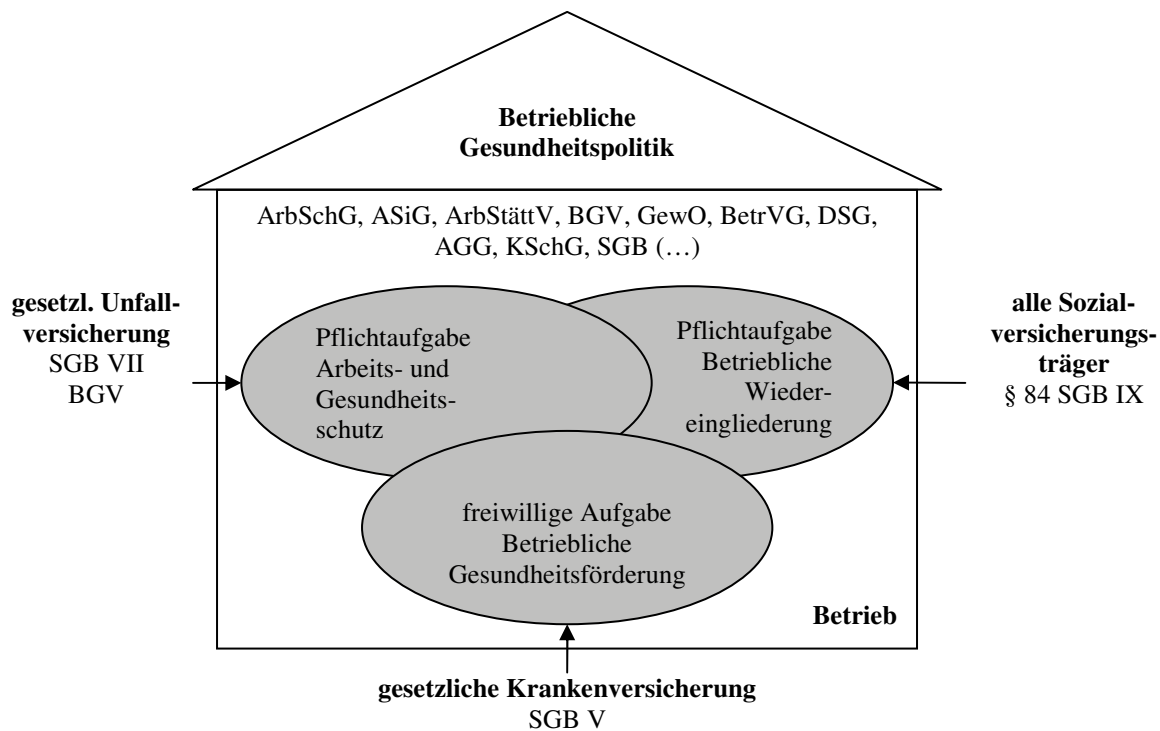 Betriebliche
Gesundheitspolitik
ArbSchG, ASiG, ArbStättV, BGV, GewO, BetrVG, DSG,
AGG, KSchG, SGB (…)
gesetzl. Unfall-
versicherung
SGB VII
BGV
Pflichtaufgabe
Arbeits- und
Gesundheits-
schutz
Pflichtaufgabe
Betriebliche
Wieder-
eingliederung
alle Sozial-
versicherungs-
träger
§ 84 SGB IX
freiwillige Aufgabe
Betriebliche
Gesundheitsförderung
Betrieb
gesetzliche Krankenversicherung
SGB V